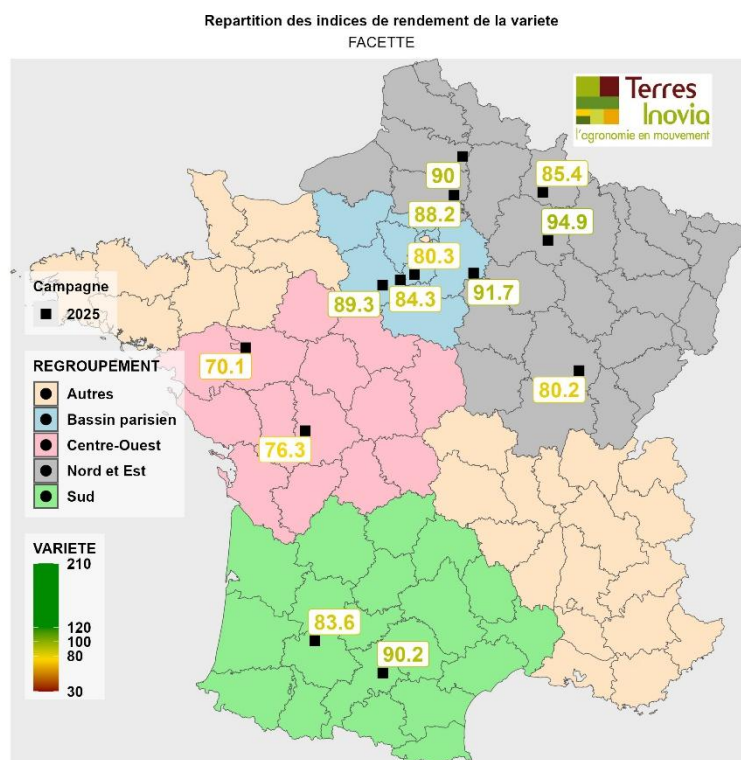 Repartition des indices de rendement de la variete
FACETTE
Terres
Inovia
l'agronomie en mouvement
90
85.4
88.2
94.9
80.3
Campagne
2025
89.3
84.3
91.7
REGROUPEMENT
Autres
Bassin parisien
Centre-Ouest
Nord et Est
Sud
70.1
80.2
76.3
VARIETE
210
120
100
80
30
83.6
90.2